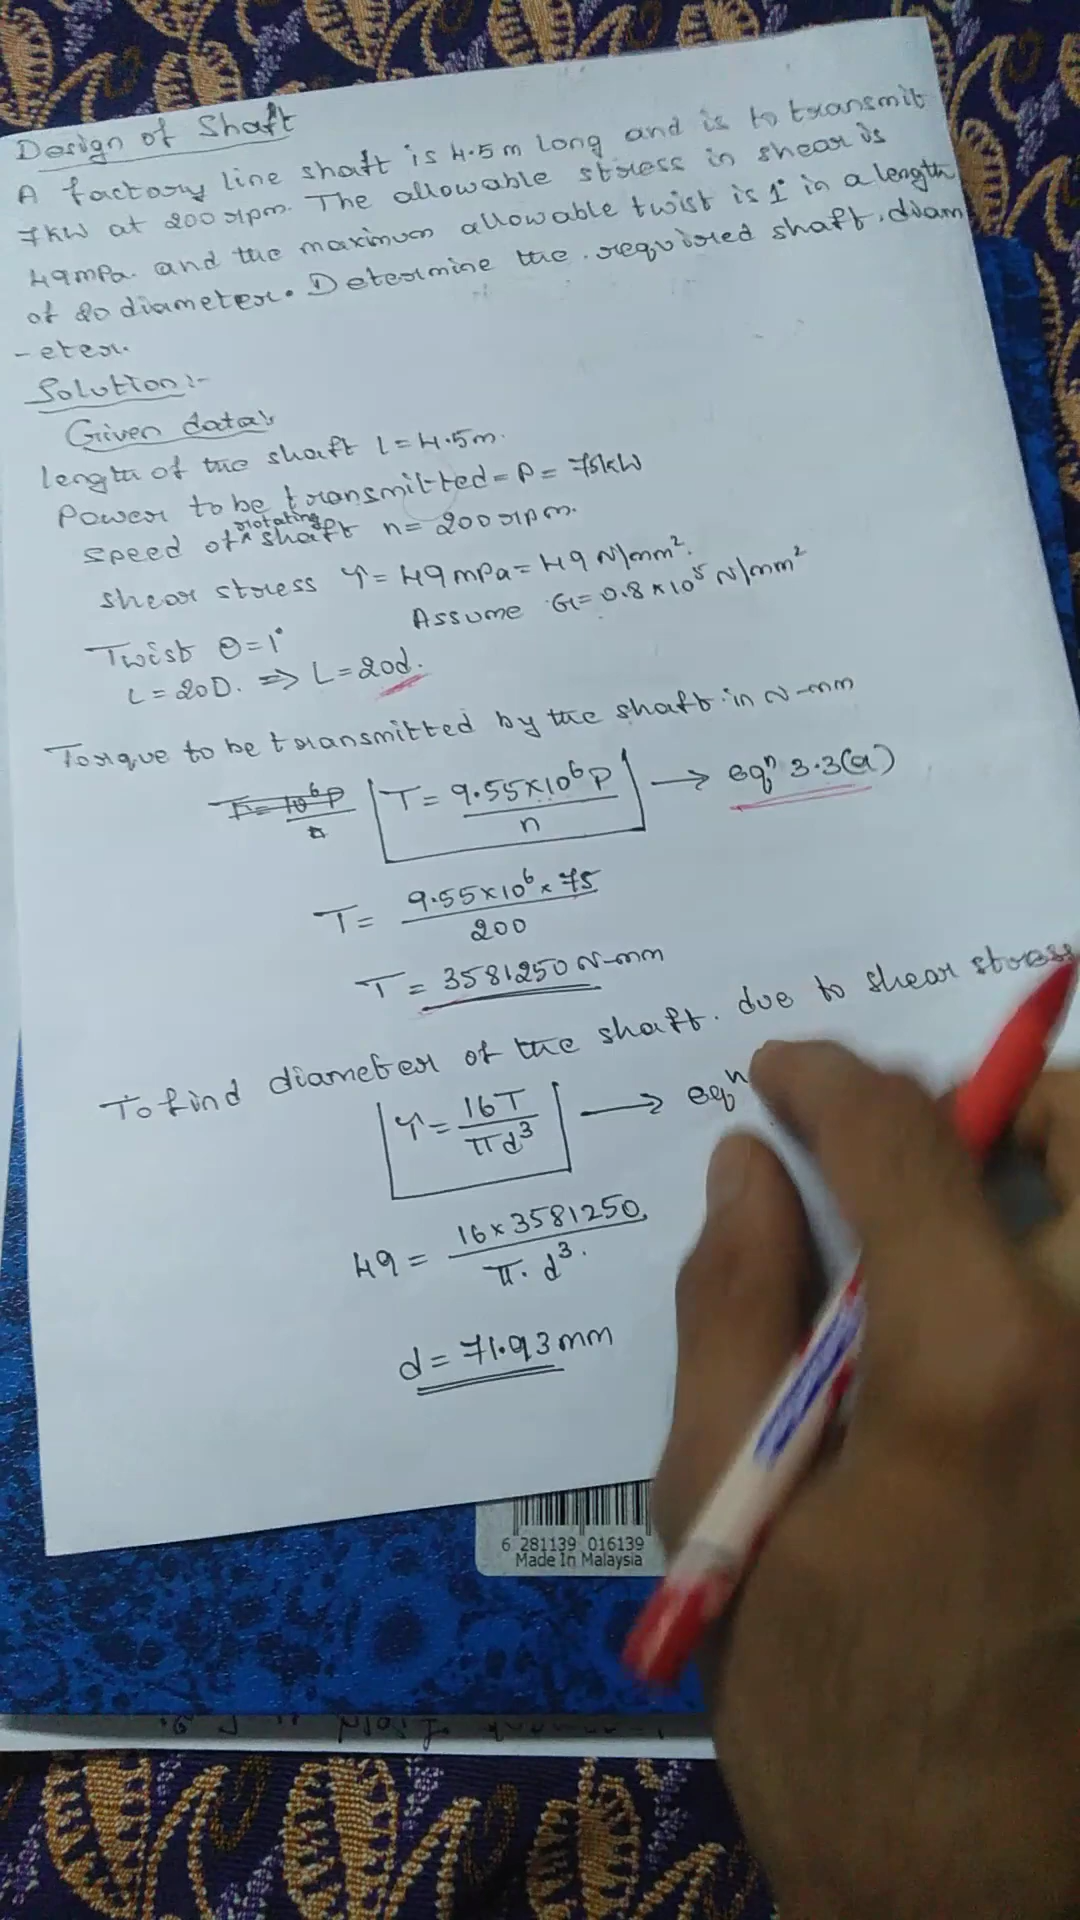 Design of Shaft
A factory line shaft is 4.5m long and is to transmit
7kW at 200 rpm. The allowable stress in shear is
49mPa. and the maximum allowable twist is 1° in a length
of 20 diameter. Determine the required shaft diam
-eter.
Solution:-
Given data:
length of the shaft l = 4.5m.
Power to be transmitted = P = 75kW
speed of rotating shaft n = 200 rpm.
shear stress τ = 49 mPa = 49 N/mm².
Twist θ = 1° Assume G = 0.8 × 10⁵ N/mm²
L = 20D. ⇒ L = 20d.
Torque to be transmitted by the shaft in N-mm
T = 9.55×10⁶P / n → eqⁿ 3.3(a)
T = 9.55×10⁶ × 75 / 200
T = 3581250 N-mm
To find diameter of the shaft. due to shear stress
τ = 16T / πd³ → eqⁿ
49 = 16 × 3581250 / π. d³.
d = 71.93 mm
6 281139 016139
Made In Malaysia